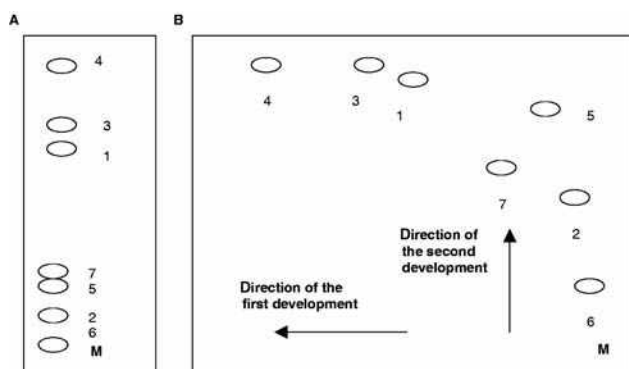 A
4
3
1
7
5
2
6
M
B
4
3
1
5
7
2
Direction of
the second
development
Direction of the
first development
6
M